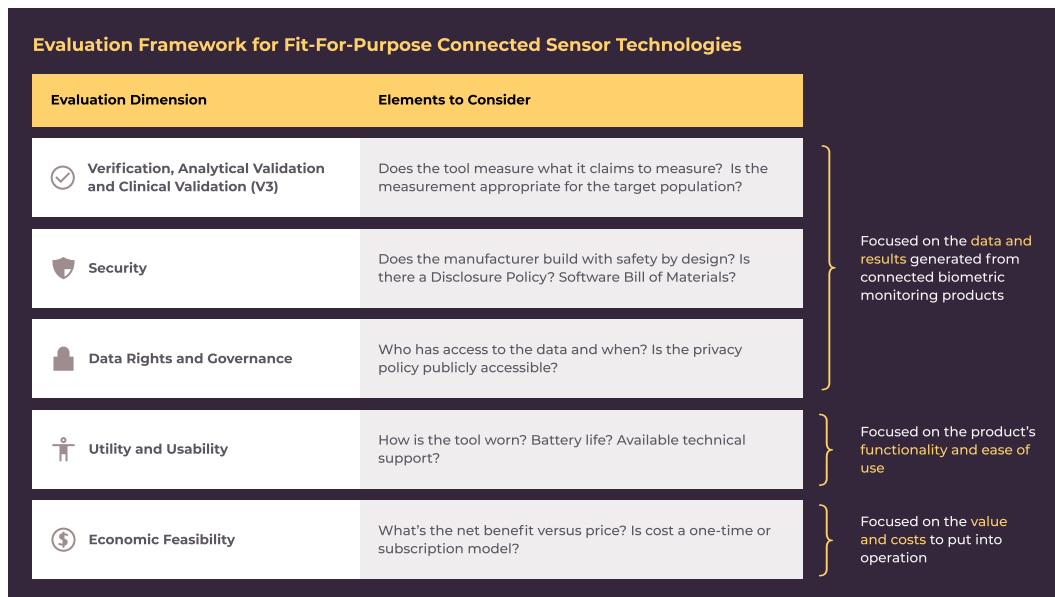 Evaluation Framework for Fit-For-Purpose Connected Sensor Technologies
Evaluation Dimension
Elements to Consider
Verification, Analytical Validation
and Clinical Validation (V3)
Does the tool measure what it claims to measure?  Is the
measurement appropriate for the target population?
Security
Does the manufacturer build with safety by design? Is
there a Disclosure Policy? Software Bill of Materials?
Data Rights and Governance
Who has access to the data and when? Is the privacy
policy publicly accessible?
Focused on the data and
results generated from
connected biometric
monitoring products
Utility and Usability
How is the tool worn? Battery life? Available technical
support?
Focused on the product’s
functionality and ease of
use
Economic Feasibility
What’s the net benefit versus price? Is cost a one-time or
subscription model?
Focused on the value
and costs to put into
operation